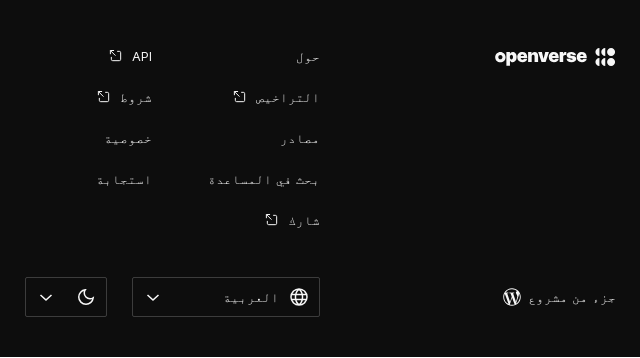 openverse
حول
التراخيص
مصادر
بحث في المساعدة
شارك
API
شروط
خصوصية
استجابة
جزء من مشروع
العربية